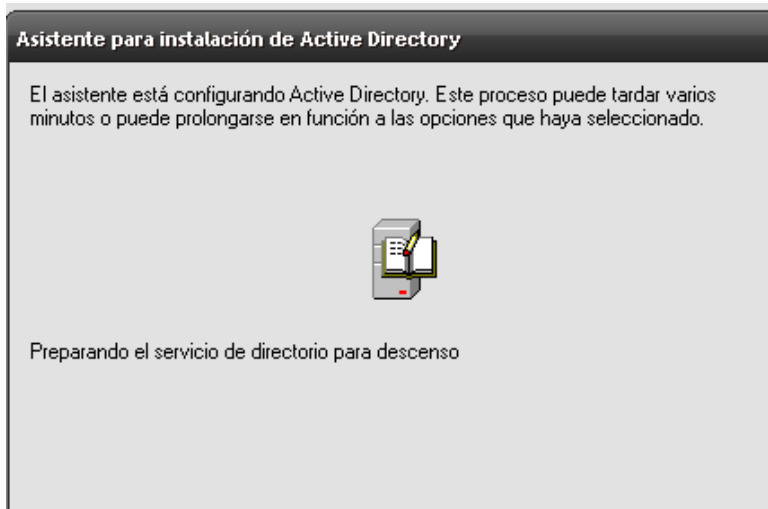 Asistente para instalación de Active Directory
El asistente está configurando Active Directory. Este proceso puede tardar varios
minutos o puede prolongarse en función a las opciones que haya seleccionado.
Preparando el servicio de directorio para descenso